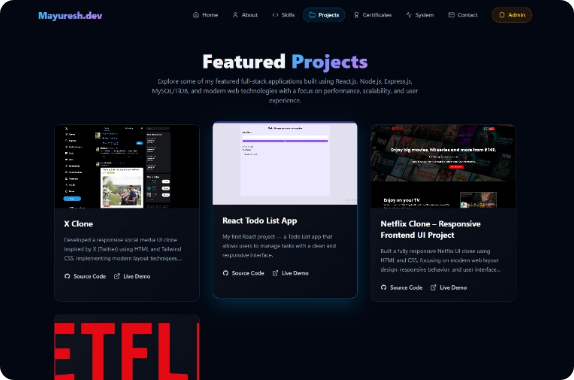 Mayuresh.dev
Home
About
Skills
Projects
Certificates
System
Contact
Admin
Featured Projects
Explore some of my featured full-stack applications built using React.js, Node.js, Express.js,
MySQL/TiDB, and modern web technologies with a focus on performance, scalability, and user
experience.
Enjoy big movies, hit series and more from £149.
Enjoy on your TV
X Clone
Developed a responsive social media UI clone
inspired by X (Twitter) using HTML and Tailwind
CSS, implementing modern layout techniques...
Source Code
Live Demo
React Todo List App
My first React project — a Todo List app that
allows users to manage tasks with a clean and
responsive interface.
Source Code
Live Demo
Netflix Clone – Responsive
Frontend UI Project
Built a fully responsive Netflix UI clone using
HTML and CSS, focusing on modern web layout
design, responsive behavior, and user interface...
Source Code
Live Demo
ETFLI